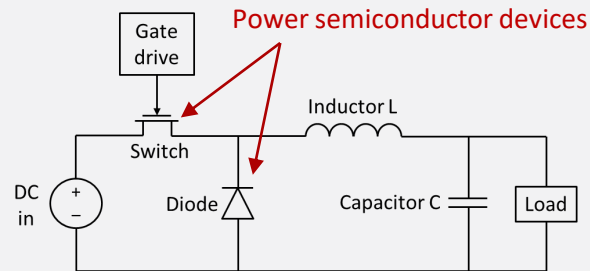 Power semiconductor devices
Gate
drive
Inductor L
Switch
DC
in
+
−
Diode
Capacitor C
Load